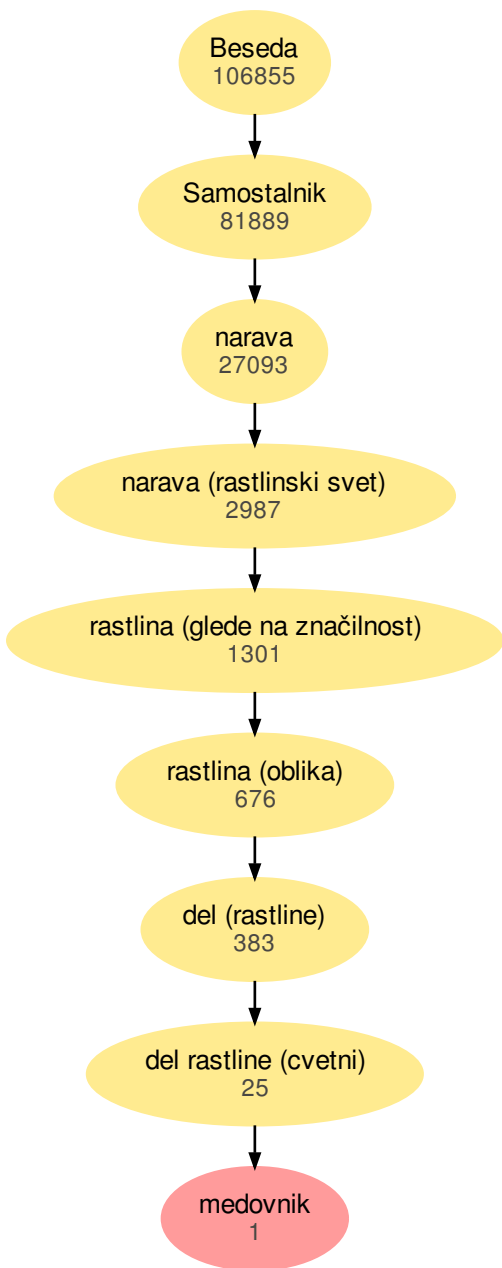 Beseda
106855
Samostalnik
81889
narava
27093
narava (rastlinski svet)
2987
rastlina (glede na značilnost)
1301
rastlina (oblika)
676
del (rastline)
383
del rastline (cvetni)
25
medovnik
1